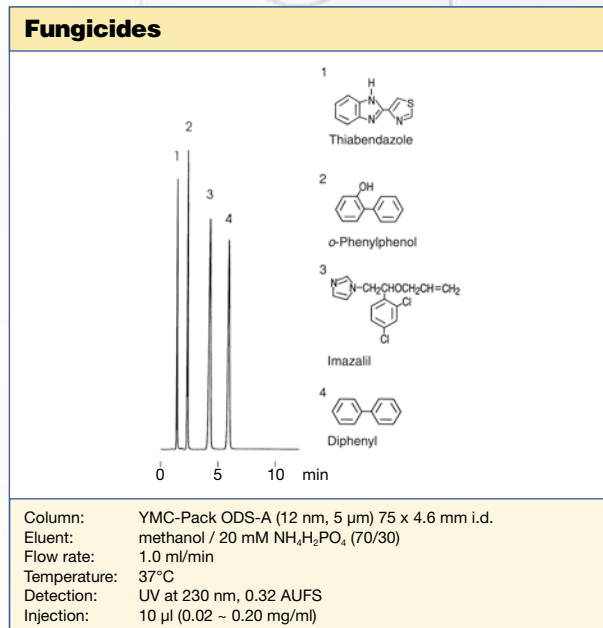 Fungicides
1
2
3
4
0 5 10 min
1
H
N
N
S
N
Thiabendazole
2
OH
o-Phenylphenol
3
N N-CH₂CHOCH₂CH=CH₂
Cl
Cl
Imazalil
4
Diphenyl
Column: YMC-Pack ODS-A (12 nm, 5 µm) 75 x 4.6 mm i.d.
Eluent: methanol / 20 mM NH₄H₂PO₄ (70/30)
Flow rate: 1.0 ml/min
Temperature: 37°C
Detection: UV at 230 nm, 0.32 AUFS
Injection: 10 µl (0.02 ~ 0.20 mg/ml)